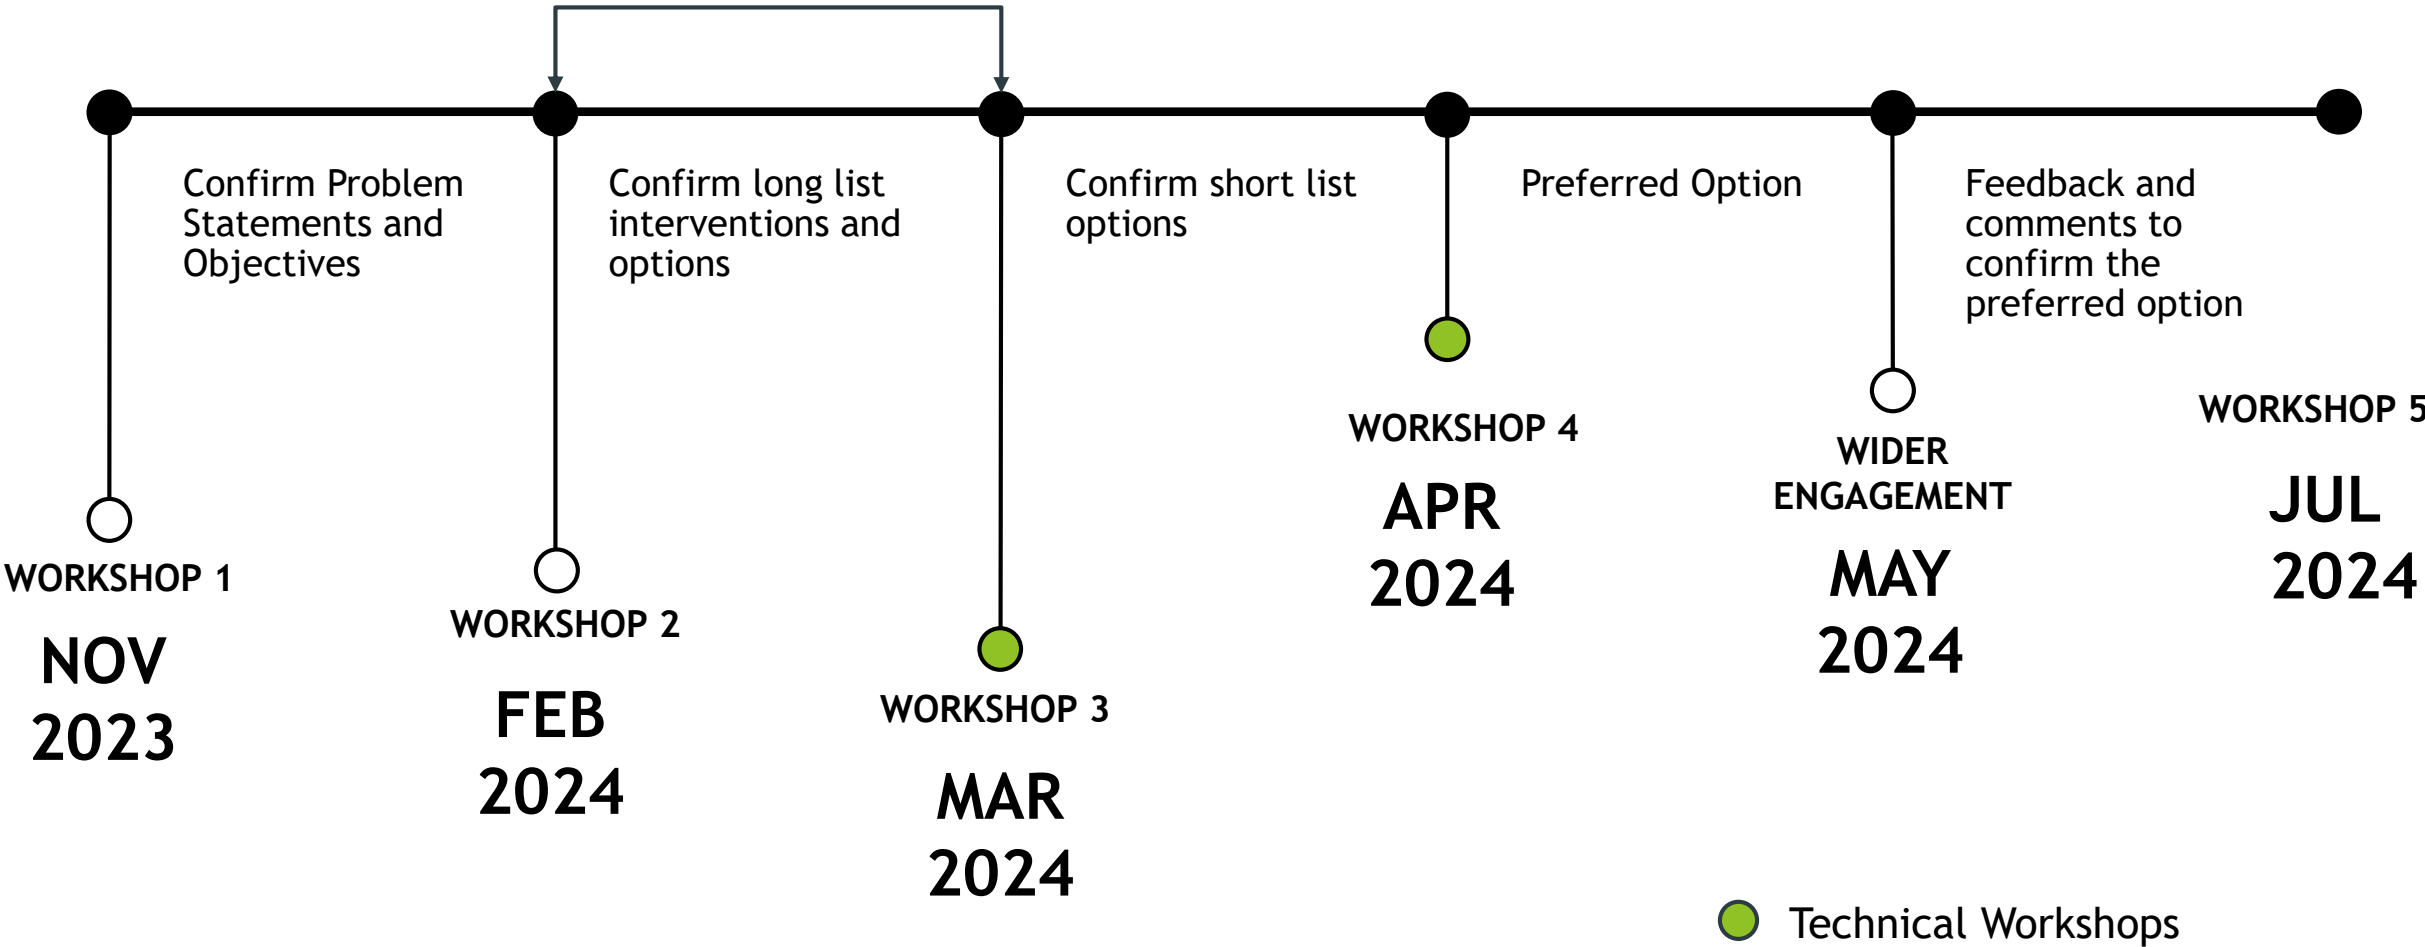 Confirm Problem
Statements and
Objectives
Confirm long list
interventions and
options
Confirm short list
options
Preferred Option
Feedback and
comments to
confirm the
preferred option
WORKSHOP 1
NOV
2023
WORKSHOP 2
FEB
2024
WORKSHOP 3
MAR
2024
WORKSHOP 4
APR
2024
WIDER
ENGAGEMENT
MAY
2024
WORKSHOP 5
JUL
2024
Technical Workshops